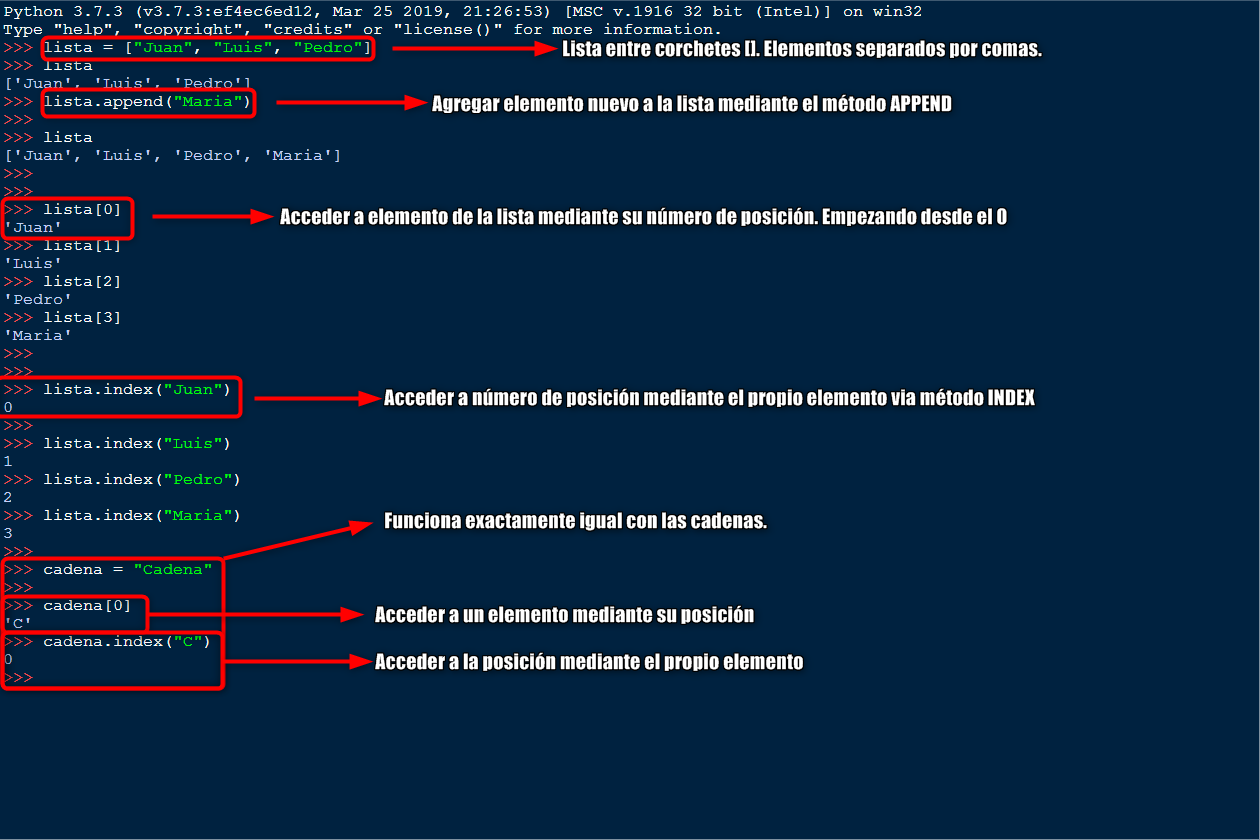 Python 3.7.3 (v3.7.3:ef4ec6ed12, Mar 25 2019, 21:26:53) [MSC v.1916 32 bit (Intel)] on win32
Type "help", "copyright", "credits" or "license()" for more information.
>>> lista = ["Juan", "Luis", "Pedro"]
Lista entre corchetes []. Elementos separados por comas.
>>> lista
['Juan', 'Luis', 'Pedro']
>>> lista.append("Maria")
Agregar elemento nuevo a la lista mediante el método APPEND
>>>
>>> lista
['Juan', 'Luis', 'Pedro', 'Maria']
>>>
>>>
>>> lista[0]
Acceder a elemento de la lista mediante su número de posición. Empezando desde el 0
'Juan'
>>> lista[1]
'Luis'
>>> lista[2]
'Pedro'
>>> lista[3]
'Maria'
>>>
>>>
>>> lista.index("Juan")
Acceder a número de posición mediante el propio elemento via método INDEX
0
>>>
>>> lista.index("Luis")
1
>>> lista.index("Pedro")
2
>>> lista.index("Maria")
Funciona exactamente igual con las cadenas.
3
>>>
>>> cadena = "Cadena"
>>>
>>> cadena[0]
Acceder a un elemento mediante su posición
'C'
>>> cadena.index("C")
Acceder a la posición mediante el propio elemento
0
>>>